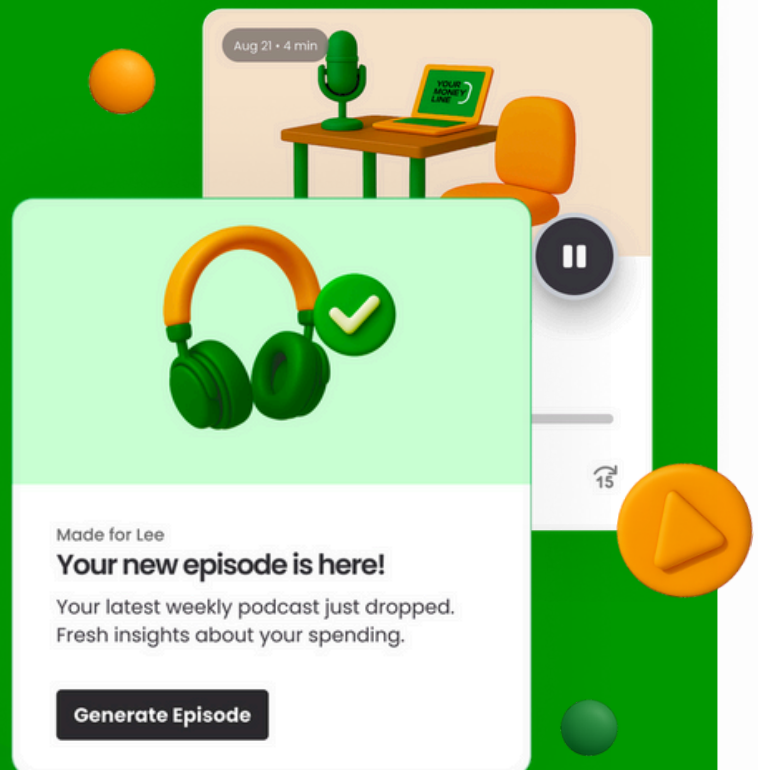 Aug 21 • 4 min
YOUR
MONEY
LINE
15
Made for Lee
Your new episode is here!
Your latest weekly podcast just dropped.
Fresh insights about your spending.
Generate Episode